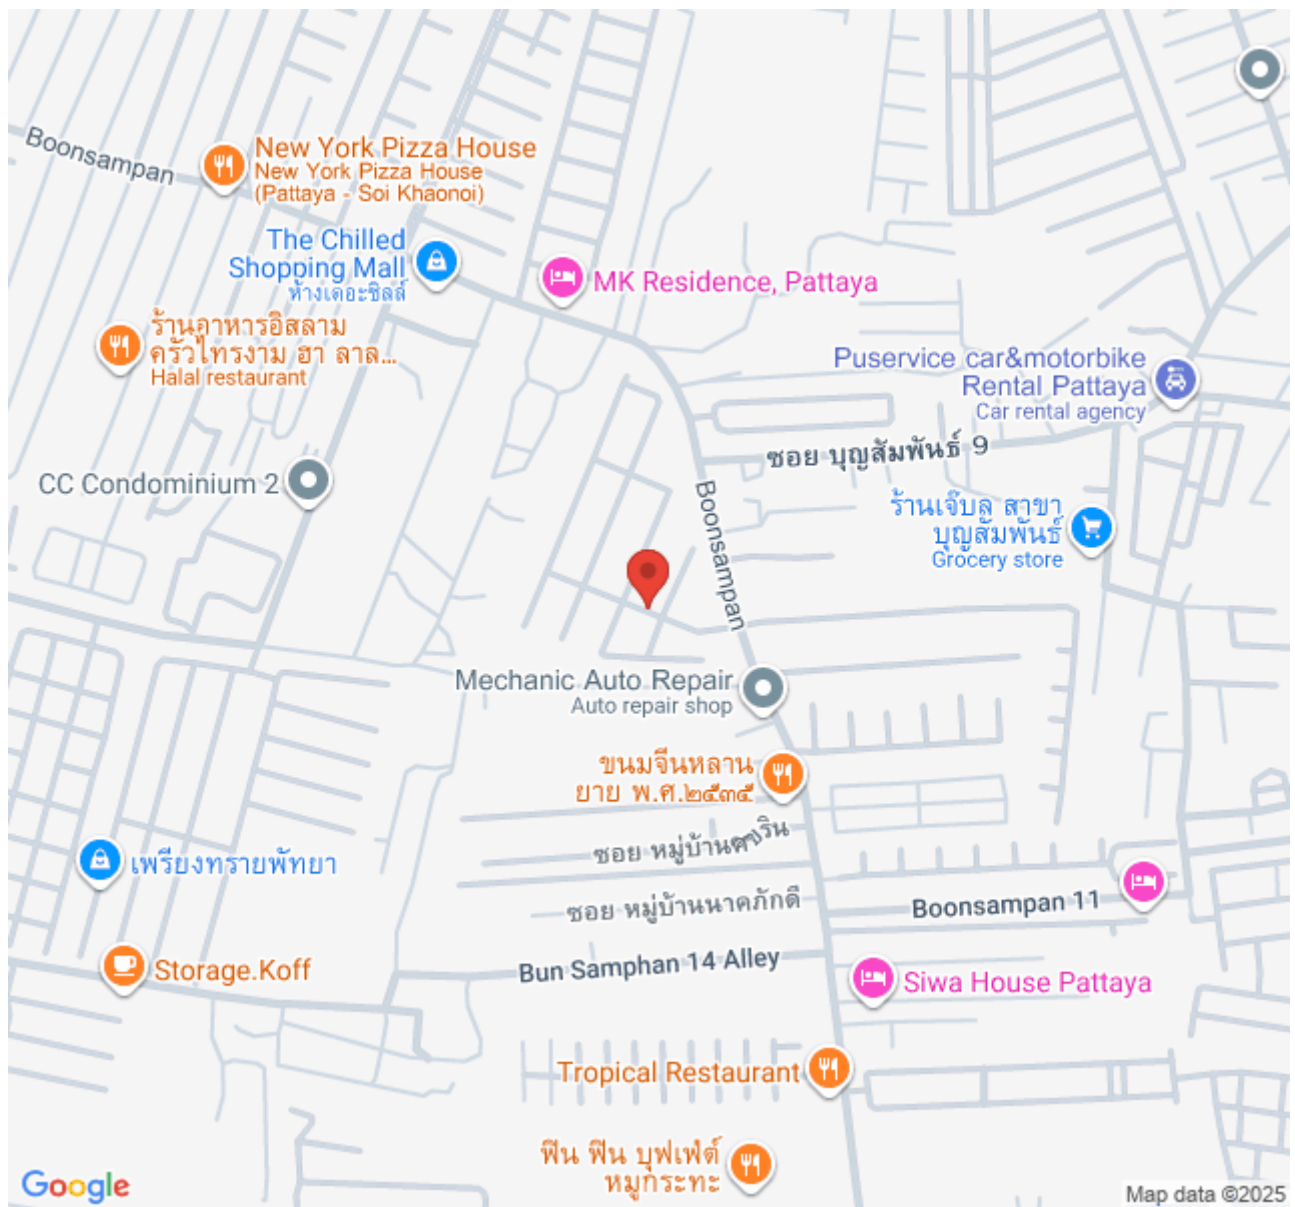 Boonsampan
New York Pizza House
New York Pizza House
(Pattaya - Soi Khaonoi)
The Chilled
Shopping Mall
ห้างเดอะชิลล์
MK Residence, Pattaya
ร้านอาหารอิสลาม
ครัวไทรงาม ฮา ลาล...
Halal restaurant
Puservice car&motorbike
Rental Pattaya
Car rental agency
ซอย บุญสัมพันธ์ 9
CC Condominium 2
Boonsampan
ร้านเจ๊บล สาขา
บุญสัมพันธ์
Grocery store
Mechanic Auto Repair
Auto repair shop
ขนมจีนหลาน
ยาย พ.ศ.๒๕๓๕
ซอย หมู่บ้านศาริน
เพรียงทรายพัทยา
ซอย หมู่บ้านนาคภักดี
Boonsampan 11
Bun Samphan 14 Alley
Storage.Koff
Siwa House Pattaya
Tropical Restaurant
ฟิน ฟิน บุฟเฟ่ต์
หมูกระทะ
Google
Map data ©2025